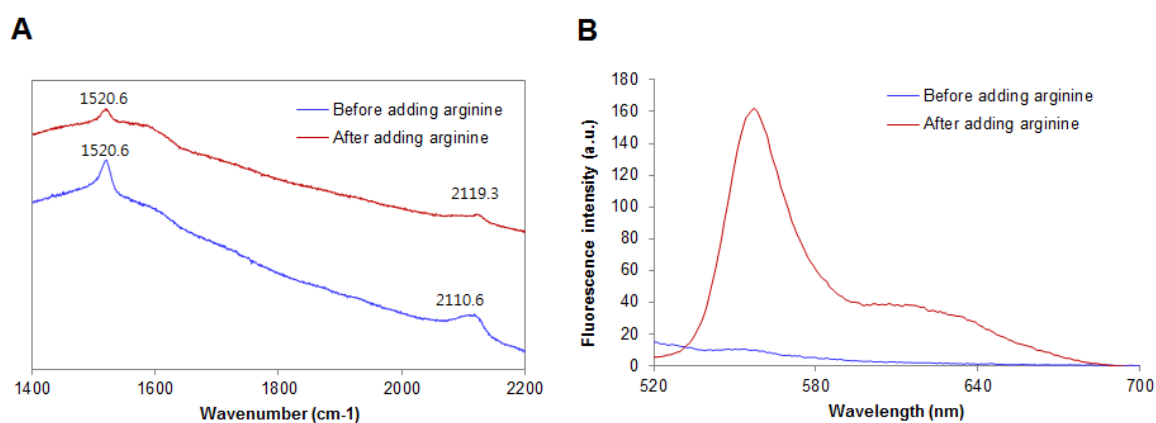 A
1520.6
1520.6
2119.3
2110.6
Before adding arginine
After adding arginine
1400
1600
1800
2000
2200
Wavenumber (cm-1)
B
Fluorescence intensity (a.u.)
180
160
140
120
100
80
60
40
20
0
Before adding arginine
After adding arginine
520
580
640
700
Wavelength (nm)